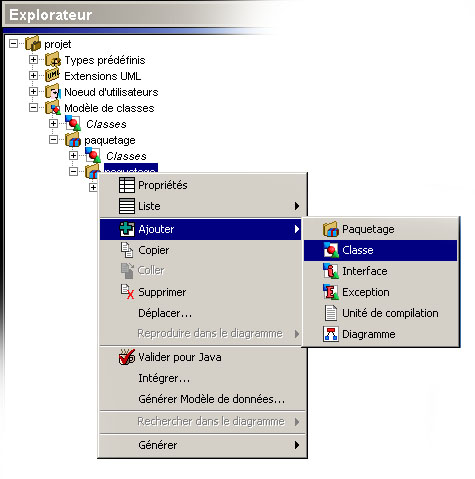 Explorateur
projet
Types prédéfinis
Extensions UML
Noeud d'utilisateurs
Modèle de classes
Classes
paquetage
Classes
paquetage
Propriétés
Liste
Ajouter
Copier
Coller
Supprimer
Déplacer...
Reproduire dans le diagramme
Valider pour Java
Intégrer...
Générer Modèle de données...
Rechercher dans le diagramme
Générer
Paquetage
Classe
Interface
Exception
Unité de compilation
Diagramme